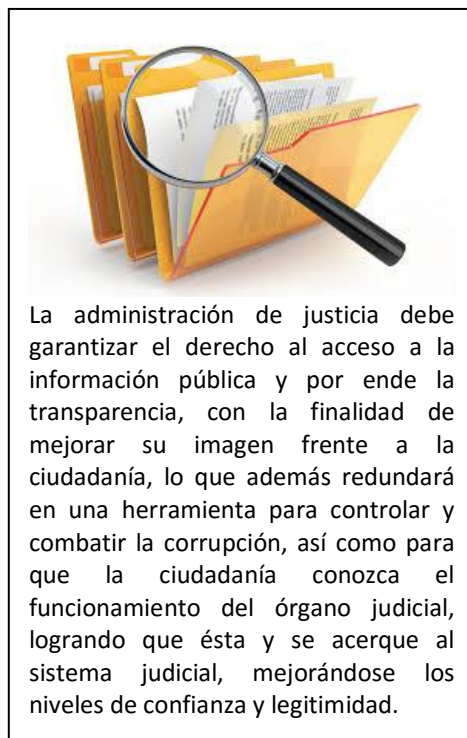 La administración de justicia debe
garantizar el derecho al acceso a la
información pública y por ende la
transparencia, con la finalidad de
mejorar su imagen frente a la
ciudadanía, lo que además redundará
en una herramienta para controlar y
combatir la corrupción, así como para
que la ciudadanía conozca el
funcionamiento del órgano judicial,
logrando que ésta y se acerque al
sistema judicial, mejorándose los
niveles de confianza y legitimidad.